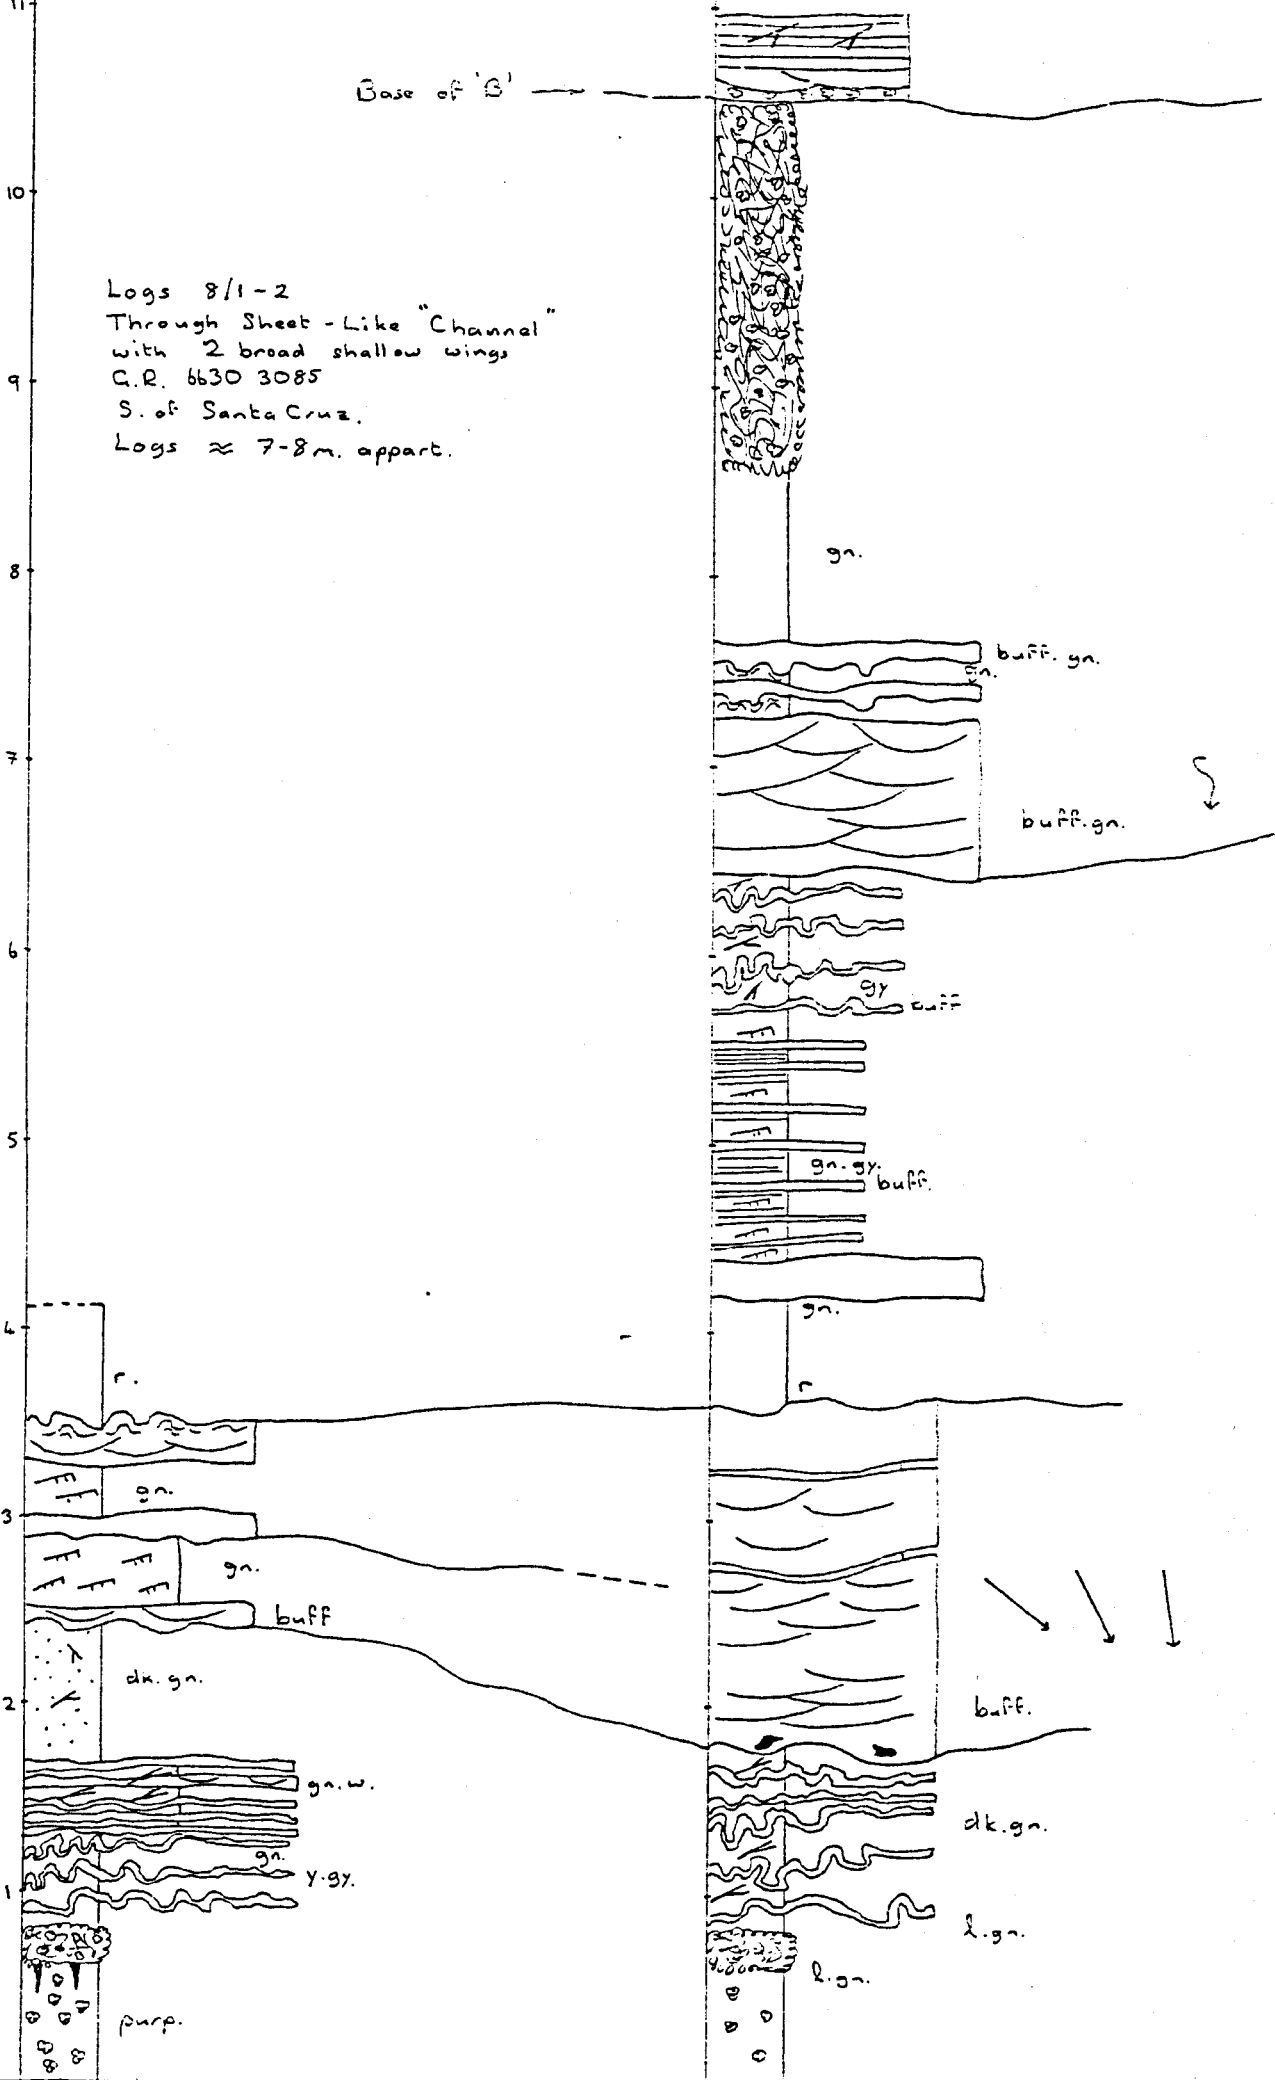 11
Base of 'B'
10
Logs 8/1-2
Through Sheet-Like "Channel"
with 2 broad shallow wings
9
G.R. 6630 3085
S. of Santa Cruz.
Logs ≈ 7-8m. appart.
gn.
8
buff. gn.
gn.
7
buff.gn.
6
gy
buff
5
gn.gy.
buff.
gn.
4
r.
r
gn.
3
gn.
buff
dk.gn.
2
buff.
gn.w.
dk.gn.
gn.
y.gy.
1
l.gn.
l.gn.
purp.